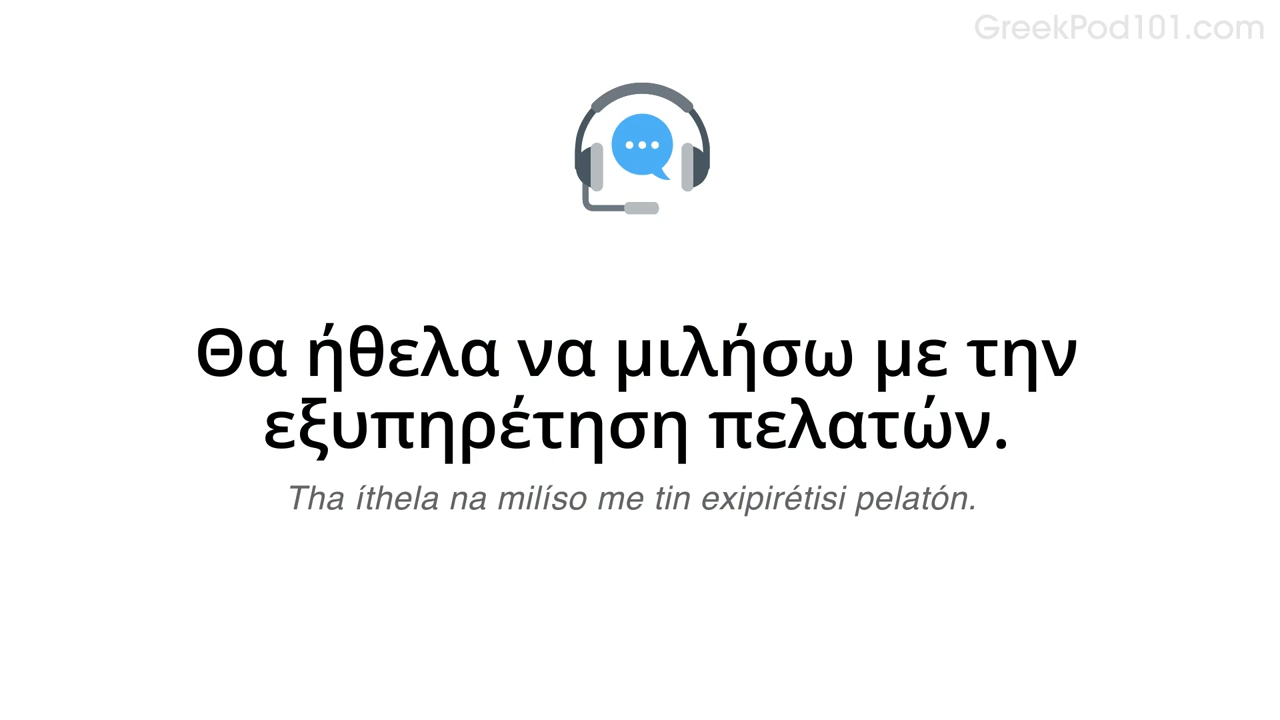 GreekPod101.com
Θα ήθελα να μιλήσω με την
εξυπηρέτηση πελατών.
Tha íthela na milíso me tin exipirétisi pelatón.